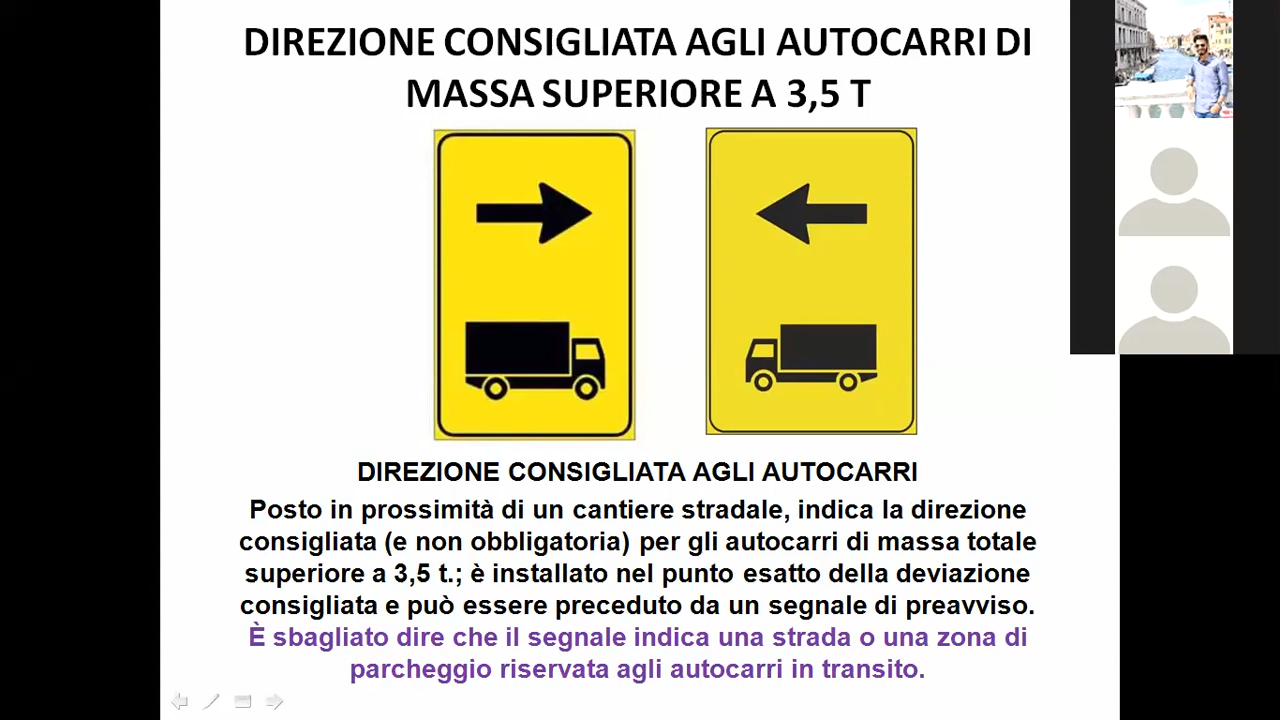 DIREZIONE CONSIGLIATA AGLI AUTOCARRI DI
MASSA SUPERIORE A 3,5 T
DIREZIONE CONSIGLIATA AGLI AUTOCARRI
Posto in prossimità di un cantiere stradale, indica la direzione
consigliata (e non obbligatoria) per gli autocarri di massa totale
superiore a 3,5 t.; è installato nel punto esatto della deviazione
consigliata e può essere preceduto da un segnale di preavviso.
È sbagliato dire che il segnale indica una strada o una zona di
parcheggio riservata agli autocarri in transito.